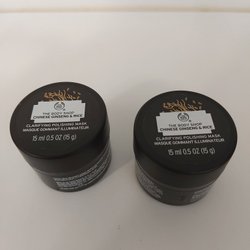 THE BODY SHOP
CHINESE GINSENG & RICE
CLARIFYING POLISHING MASK
MASQUE GOMMANT ILLUMINATEUR
15 ml 0.5 OZ (15 g)
THE BODY SHOP
CHINESE GINSENG & RICE
CLARIFYING POLISHING MASK
MASQUE GOMMANT ILLUMINATEUR
15 ml 0.5 OZ (15 g)